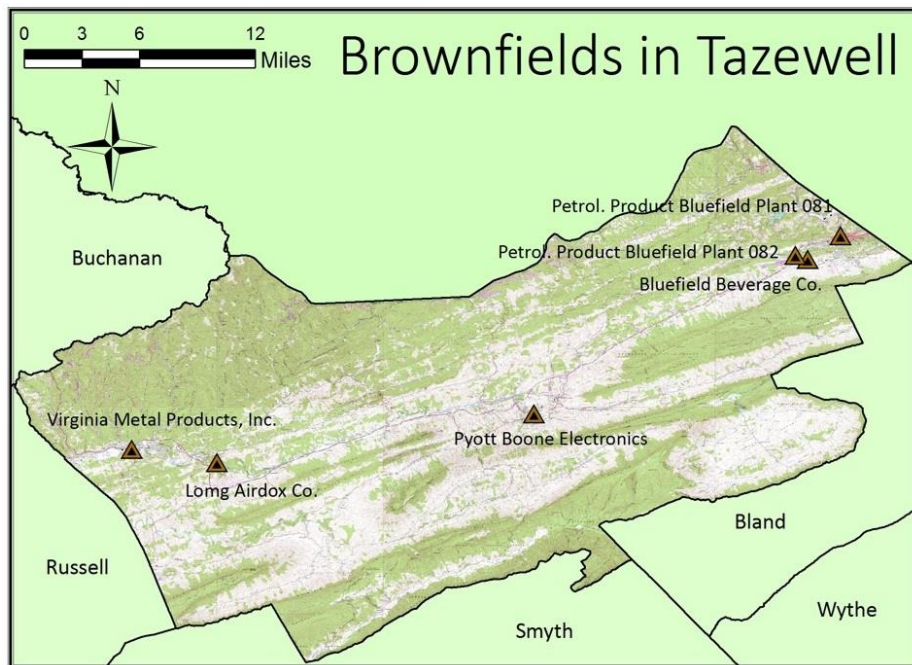 0 3 6 12
Miles
Brownfields in Tazewell
N
Petrol. Product Bluefield Plant 081
Buchanan
Petrol. Product Bluefield Plant 082
Bluefield Beverage Co.
Virginia Metal Products, Inc.
Pyott Boone Electronics
Lomg Airdox Co.
Bland
Russell
Wythe
Smyth